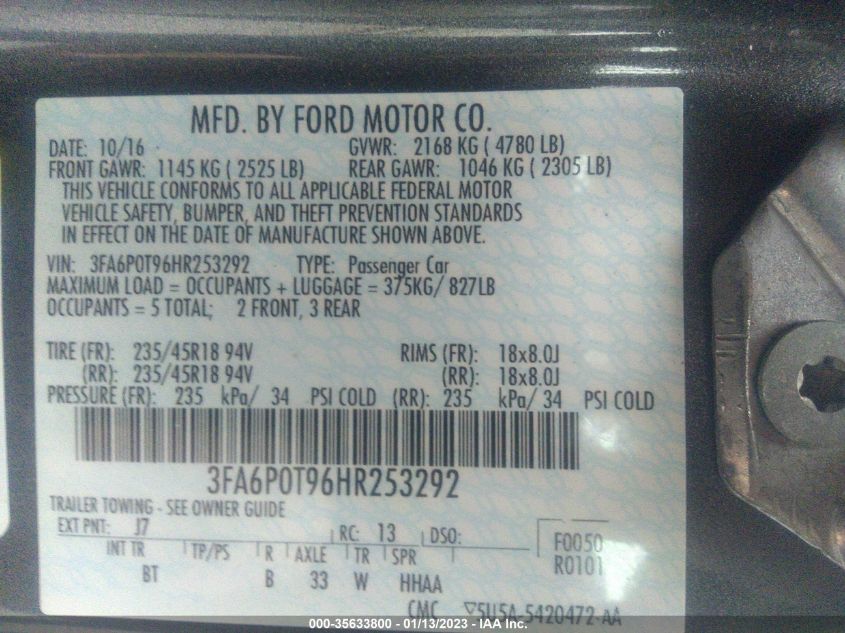 MFD. BY FORD MOTOR CO.
DATE: 10/16 GVWR: 2168 KG ( 4780 LB)
FRONT GAWR: 1145 KG ( 2525 LB) REAR GAWR: 1046 KG ( 2305 LB)
THIS VEHICLE CONFORMS TO ALL APPLICABLE FEDERAL MOTOR
VEHICLE SAFETY, BUMPER, AND THEFT PREVENTION STANDARDS
IN EFFECT ON THE DATE OF MANUFACTURE SHOWN ABOVE.
VIN: 3FA6P0T96HR253292 TYPE: Passenger Car
MAXIMUM LOAD = OCCUPANTS + LUGGAGE = 375KG/ 827LB
OCCUPANTS = 5 TOTAL; 2 FRONT, 3 REAR
TIRE (FR): 235/45R18 94V RIMS (FR): 18x8.0J
(RR): 235/45R18 94V (RR): 18x8.0J
PRESSURE (FR): 235 kPa/ 34 PSI COLD (RR): 235 kPa/ 34 PSI COLD
3FA6P0T96HR253292
TRAILER TOWING - SEE OWNER GUIDE
EXT PNT: J7 RC: 13 DSO: F0050
INT TR TP/PS R AXLE TR SPR R0101
BT B 33 W HHAA
CMC ▽5U5A-5420472-AA
000-35633800 - 01/13/2023 - IAA Inc.